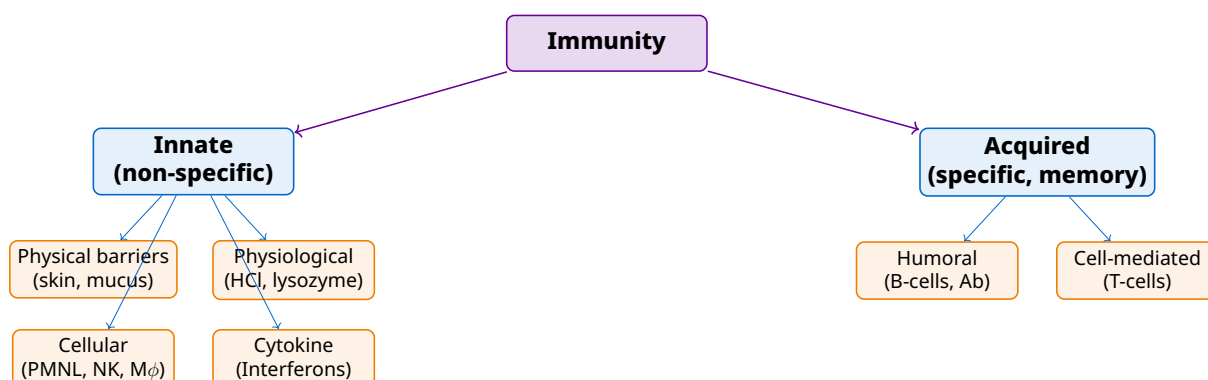 Immunity
Innate
(non-specific)
Acquired
(specific, memory)
Physical barriers
(skin, mucus)
Physiological
(HCl, lysozyme)
Humoral
(B-cells, Ab)
Cell-mediated
(T-cells)
Cellular
(PMNL, NK, Mϕ)
Cytokine
(Interferons)